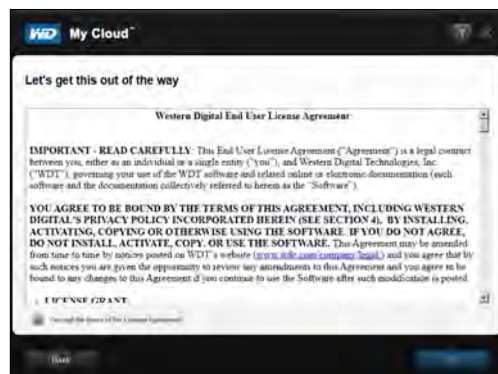 WD My Cloud™
Let's get this out of the way
Western Digital End User License Agreement
IMPORTANT - READ CAREFULLY: This End User License Agreement ("Agreement") is a legal contract
between you, either as an individual or a single entity ("you"), and Western Digital Technologies, Inc.
("WDT"), governing your use of the WDT software and related online or electronic documentation (such
software and the documentation collectively referred to herein as the "Software").
YOU AGREE TO BE BOUND BY THE TERMS OF THIS AGREEMENT, INCLUDING WESTERN
DIGITAL'S PRIVACY POLICY INCORPORATED HEREIN (SEE SECTION 4), BY INSTALLING,
ACTIVATING, COPYING OR OTHERWISE USING THE SOFTWARE. IF YOU DO NOT AGREE,
DO NOT INSTALL, ACTIVATE, COPY, OR USE THE SOFTWARE. This Agreement may be amended
from time to time by notices posted on WDT's website (www.wdc.com/company/legal/) and you agree that by
such notices you are given the opportunity to review any amendments to this Agreement and you agree to be
bound to any changes to this Agreement if you continue to use the Software after such modification is posted.
LICENSE GRANT
I accept the terms of the License Agreement
Back